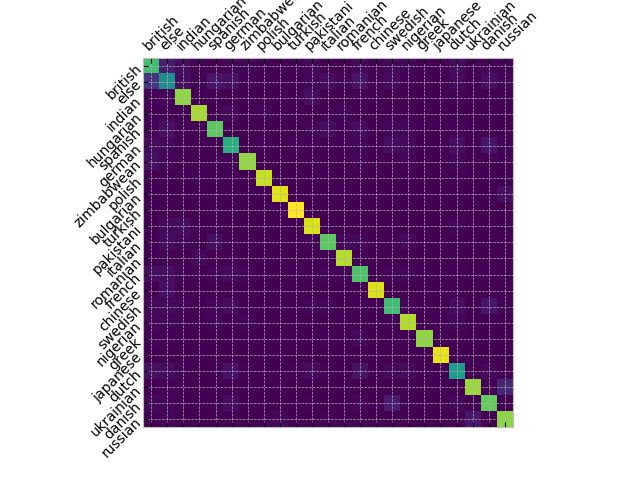 british
else
indian
hungarian
spanish
german
zimbabwean
polish
bulgarian
turkish
pakistani
italian
romanian
french
chinese
swedish
nigerian
greek
japanese
dutch
ukrainian
danish
russian
british
else
indian
hungarian
spanish
german
zimbabwean
polish
bulgarian
turkish
pakistani
italian
romanian
french
chinese
swedish
nigerian
greek
japanese
dutch
ukrainian
danish
russian